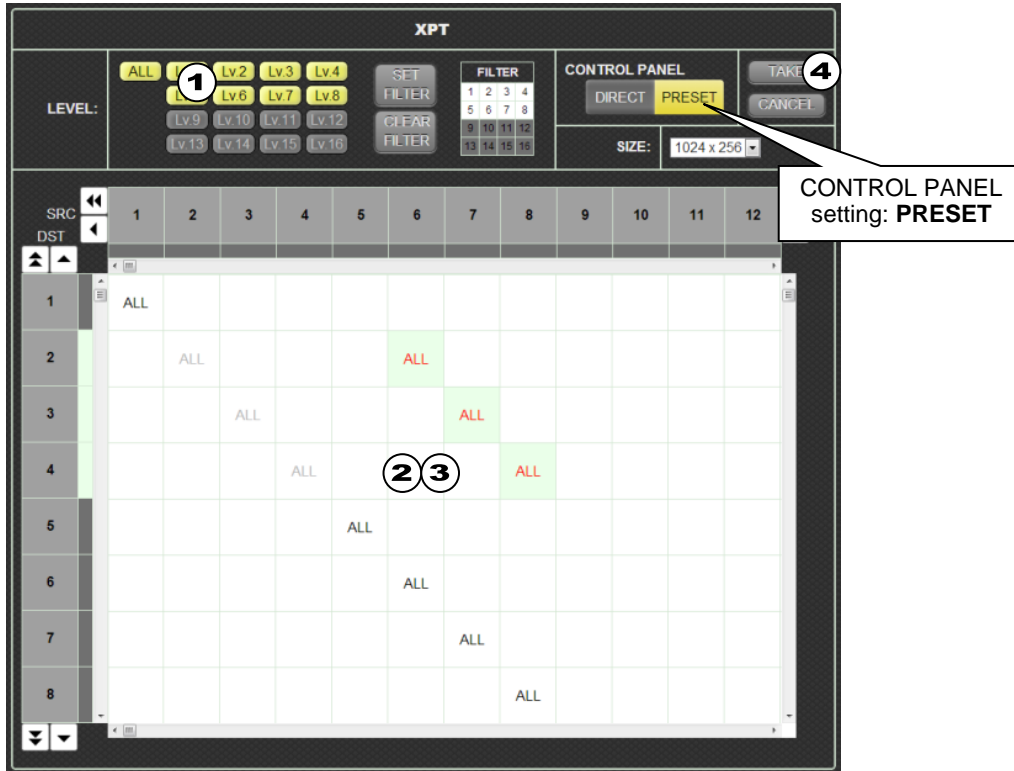 XPT
LEVEL:
ALL Lv.2 Lv.3 Lv.4
Lv.6 Lv.7 Lv.8
Lv.9 Lv.10 Lv.11 Lv.12
Lv 13 Lv 14 Lv 15 Lv 16
1
SET
FILTER
CLEAR
FILTER
FILTER
1 2 3 4
5 6 7 8
9 10 11 12
13 14 15 16
CONTROL PANEL
DIRECT PRESET
SIZE: 1024 x 256
TAKE 4
CANCEL
CONTROL PANEL
setting: PRESET
SRC
DST
1 2 3 4 5 6 7 8 9 10 11 12
1 ALL
2 ALL ALL
3 ALL ALL
4 ALL 2 3 ALL
5 ALL
6 ALL
7 ALL
8 ALL